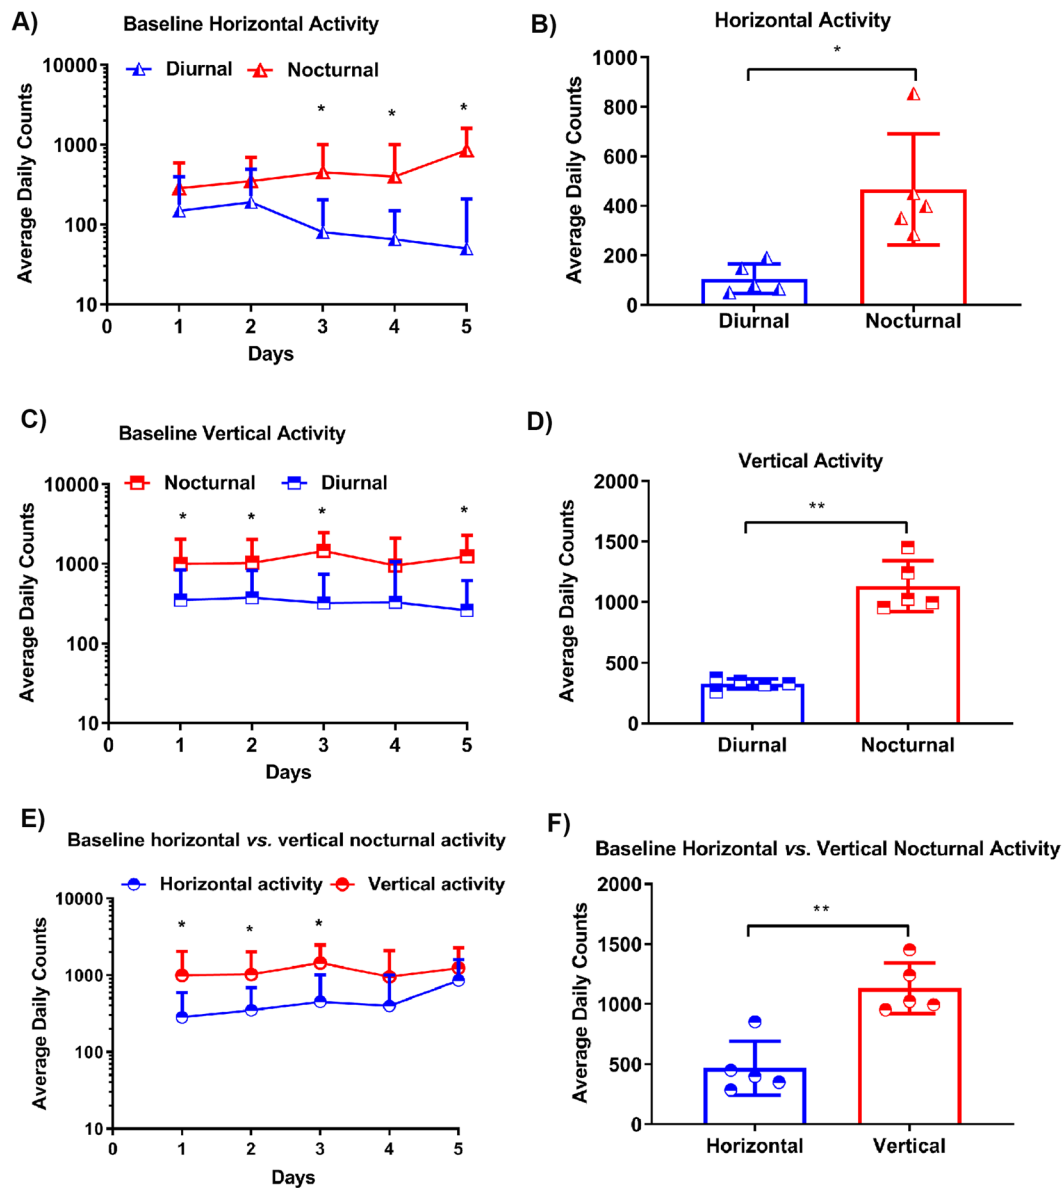 A)
Baseline Horizontal Activity
Diurnal
Nocturnal
Average Daily Counts
10000
1000
100
10
*
*
*
0
1
2
3
4
5
Days
B)
Horizontal Activity
*
Average Daily Counts
1000
800
600
400
200
0
Diurnal
Nocturnal
C)
Baseline Vertical Activity
Nocturnal
Diurnal
Average Daily Counts
10000
1000
100
10
*
*
*
*
0
1
2
3
4
5
Days
D)
Vertical Activity
**
Average Daily Counts
2000
1500
1000
500
0
Diurnal
Nocturnal
E)
Baseline horizontal vs. vertical nocturnal activity
Horizontal activity
Vertical activity
Average Daily Counts
10000
1000
100
10
*
*
*
0
1
2
3
4
5
Days
F)
Baseline Horizontal vs. Vertical Nocturnal Activity
**
Average Daily Counts
2000
1500
1000
500
0
Horizontal
Vertical